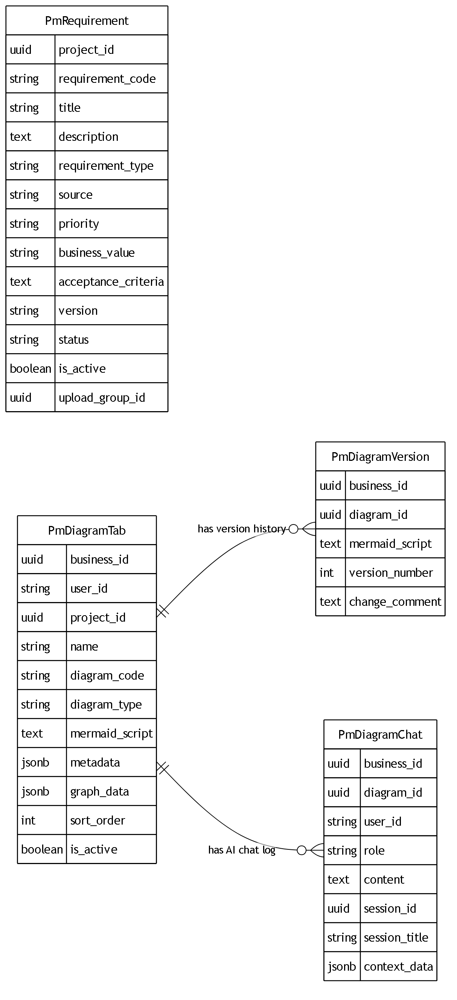 PmRequirement
uuid project_id
string requirement_code
string title
text description
string requirement_type
string source
string priority
string business_value
text acceptance_criteria
string version
string status
boolean is_active
uuid upload_group_id
PmDiagramVersion
uuid business_id
uuid diagram_id
text mermaid_script
int version_number
text change_comment
has version history
PmDiagramTab
uuid business_id
string user_id
uuid project_id
string name
string diagram_code
string diagram_type
text mermaid_script
jsonb metadata
jsonb graph_data
int sort_order
boolean is_active
has AI chat log
PmDiagramChat
uuid business_id
uuid diagram_id
string user_id
string role
text content
uuid session_id
string session_title
jsonb context_data